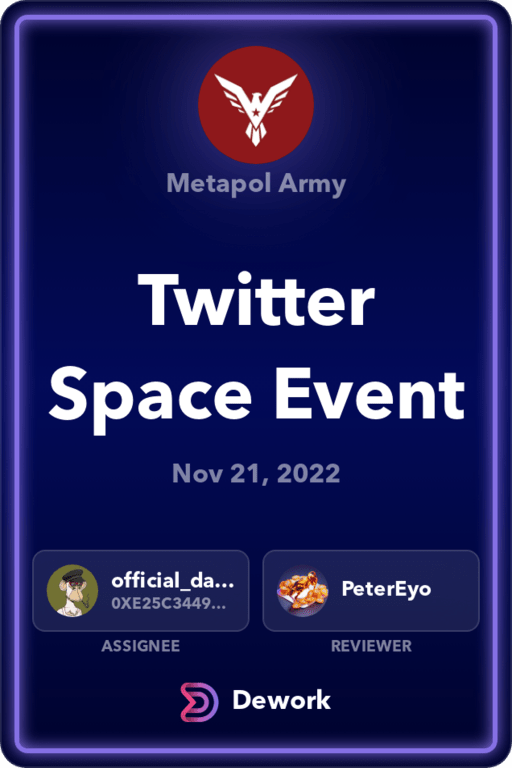 Metapol Army
Twitter
Space Event
Nov 21, 2022
official_da...
0XE25C3449...
PeterEyo
ASSIGNEE
REVIEWER
Dework